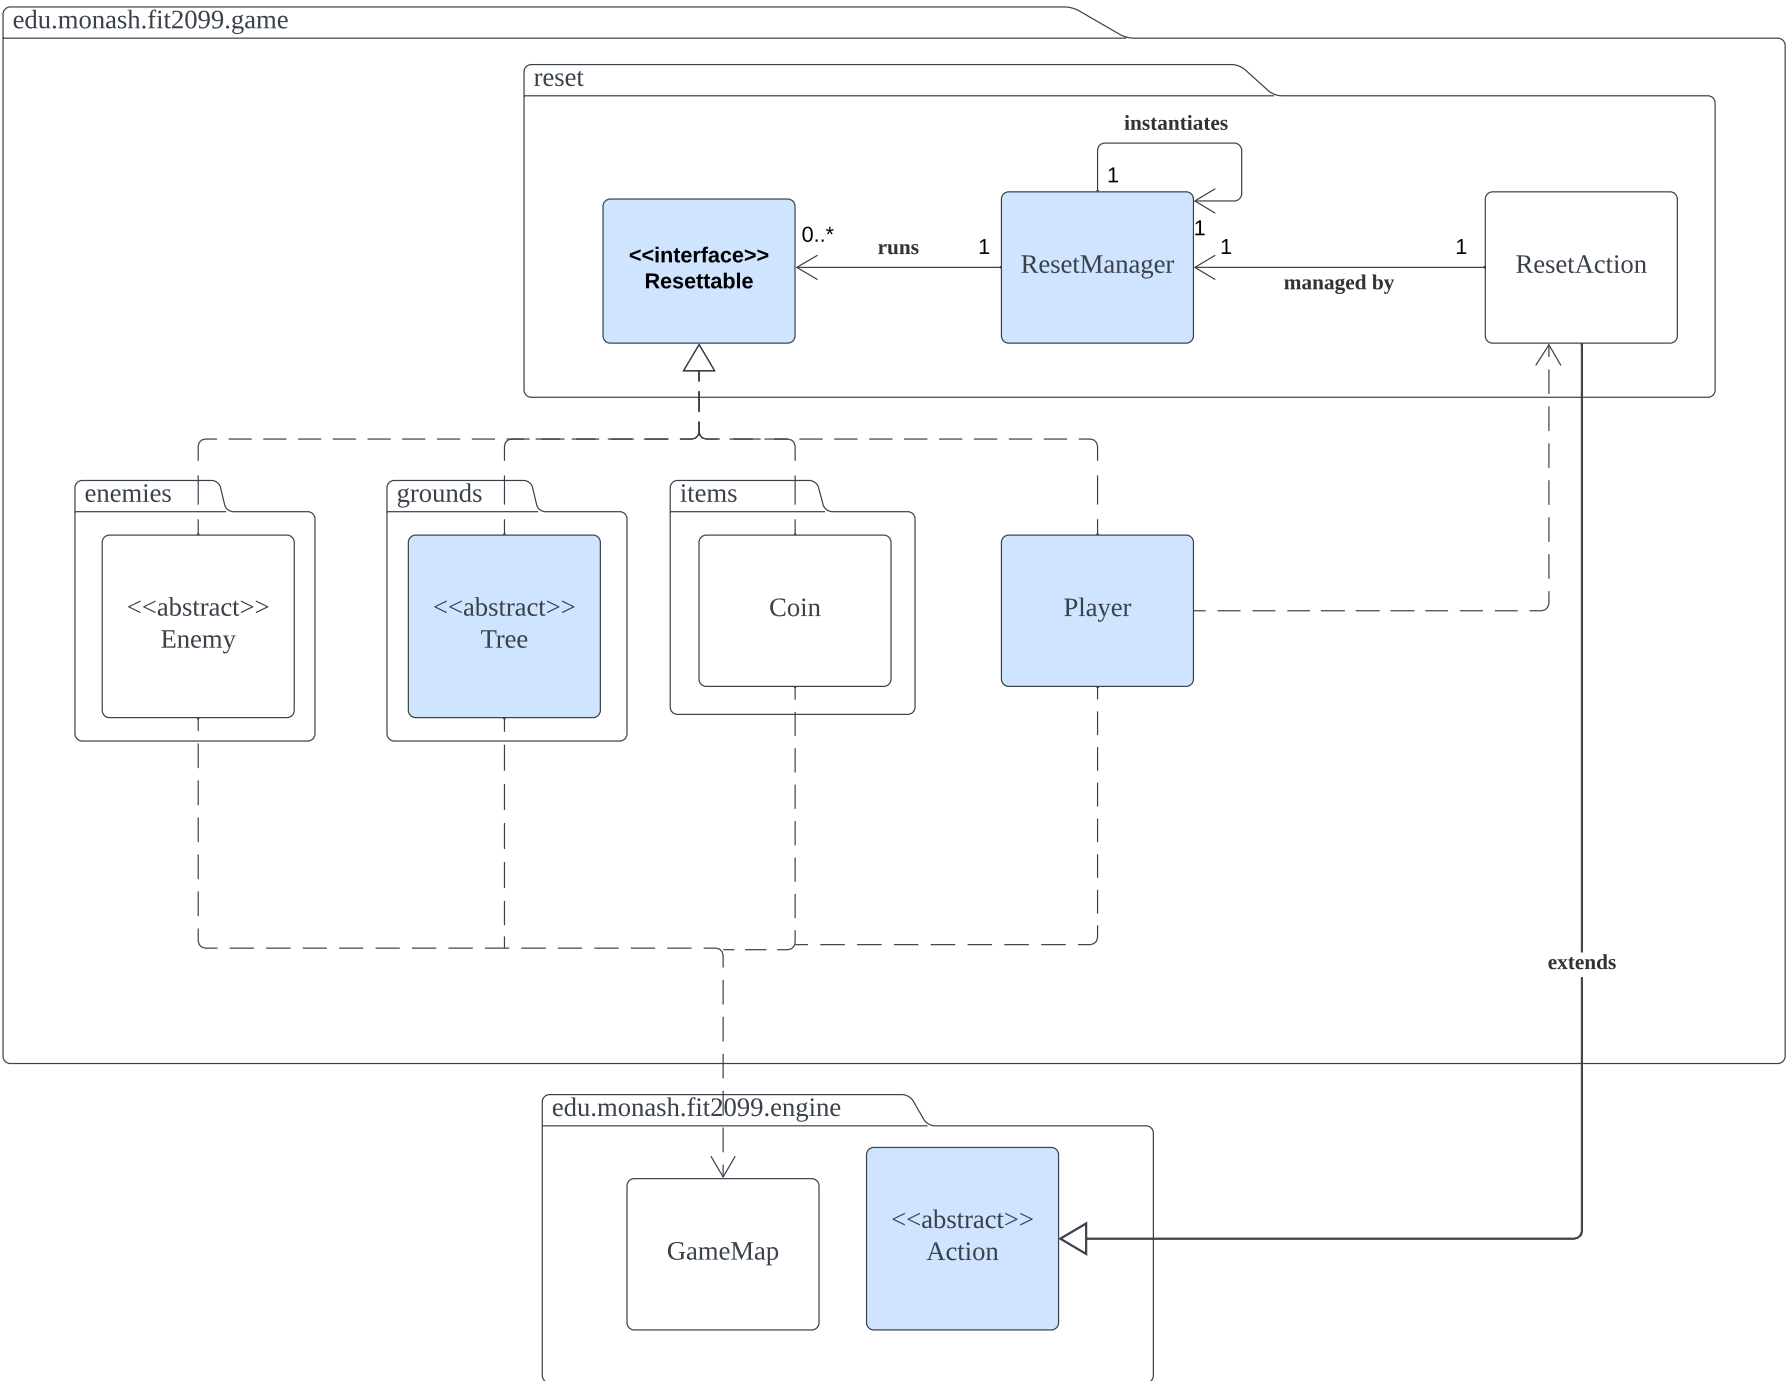 edu.monash.fit2099.game
reset
instantiates
1
1
0..*
runs
1
1
managed by
1
<<interface>>
Resettable
ResetManager
ResetAction
enemies
grounds
items
<<abstract>>
Enemy
<<abstract>>
Tree
Coin
Player
extends
edu.monash.fit2099.engine
GameMap
<<abstract>>
Action